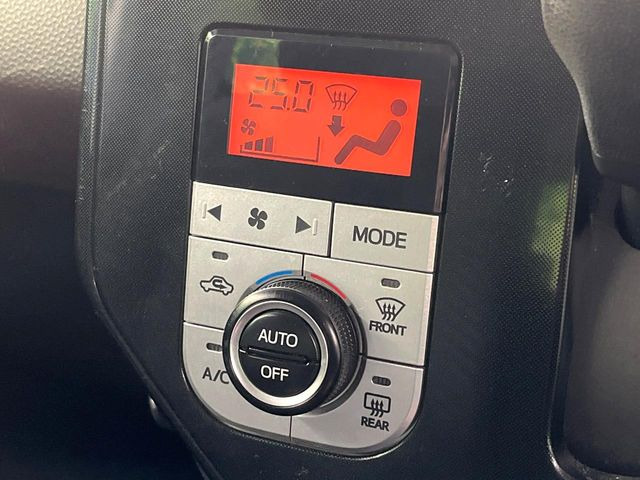 25.0
MODE
AUTO
OFF
FRONT
A/C
REAR